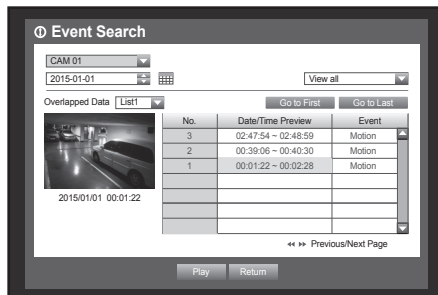 Event Search
CAM 01
2015-01-01
View all
Overlapped Data List1
Go to First Go to Last
No. Date/Time Preview Event
3 02:47:54 ~ 02:48:59 Motion
2 00:39:06 ~ 00:40:30 Motion
1 00:01:22 ~ 00:02:28 Motion
2015/01/01 00:01:22
Previous/Next Page
Play Return